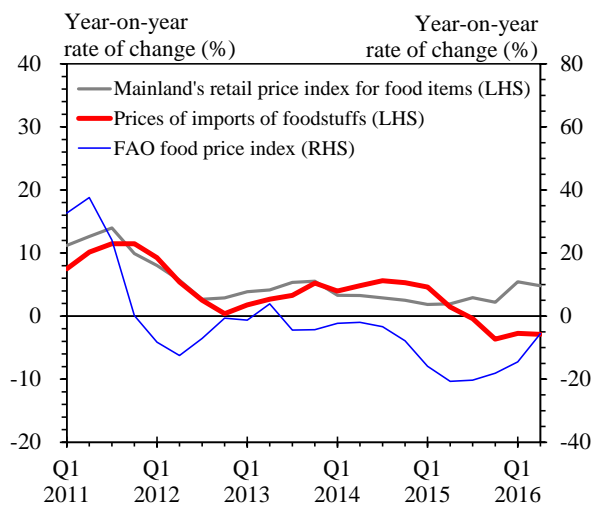 Year-on-year
rate of change (%)
Year-on-year
rate of change (%)
40
30
20
10
0
-10
-20
80
60
40
20
0
-20
-40
Mainland's retail price index for food items (LHS)
Prices of imports of foodstuffs (LHS)
FAO food price index (RHS)
Q1 Q1 Q1 Q1 Q1 Q1
2011 2012 2013 2014 2015 2016